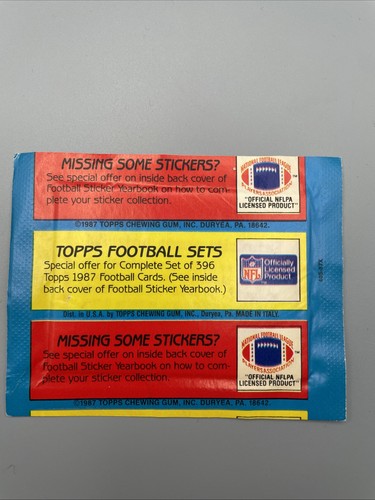 MISSING SOME STICKERS?
See special offer on inside back cover of
Football Sticker Yearbook on how to com-
plete your sticker collection.
NATIONAL FOOTBALL LEAGUE
PLAYERS ASSOCIATION
™
"OFFICIAL NFLPA
LICENSED PRODUCT"
©1987 TOPPS CHEWING GUM, INC. DURYEA, PA. 18642.
TOPPS FOOTBALL SETS
Special offer for Complete Set of 396
Topps 1987 Football Cards. (See inside
back cover of Football Sticker Yearbook.)
NFL
Officially
Licensed
Product
Dist. in U.S.A. by TOPPS CHEWING GUM, INC., Duryea, Pa. MADE IN ITALY.
MISSING SOME STICKERS?
See special offer on inside back cover of
Football Sticker Yearbook on how to com-
plete your sticker collection.
NATIONAL FOOTBALL LEAGUE
PLAYERS ASSOCIATION
™
"OFFICIAL NFLPA
LICENSED PRODUCT"
©1987 TOPPS CHEWING GUM, INC. DURYEA, PA. 18642.